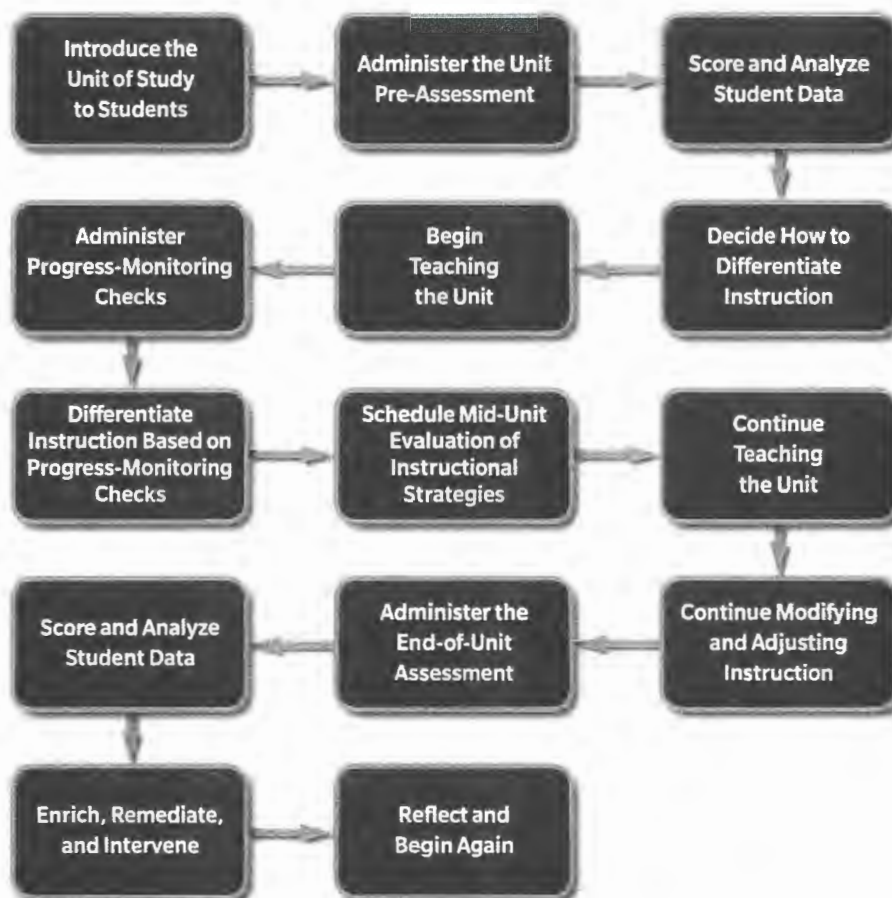 Introduce the
Unit of Study
to Students
Administer the Unit
Pre-Assessment
Score and Analyze
Student Data
Decide How to
Differentiate
Instruction
Begin
Teaching
the Unit
Administer
Progress-Monitoring
Checks
Differentiate
Instruction Based on
Progress-Monitoring
Checks
Schedule Mid-Unit
Evaluation of
Instructional
Strategies
Continue
Teaching
the Unit
Continue Modifying
and Adjusting
Instruction
Administer the
End-of-Unit
Assessment
Score and Analyze
Student Data
Enrich, Remediate,
and Intervene
Reflect and
Begin Again